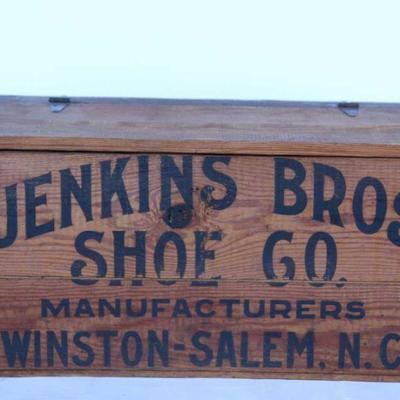 JENKINS BROS
SHOE CO.
MANUFACTURERS
WINSTON-SALEM, N.C